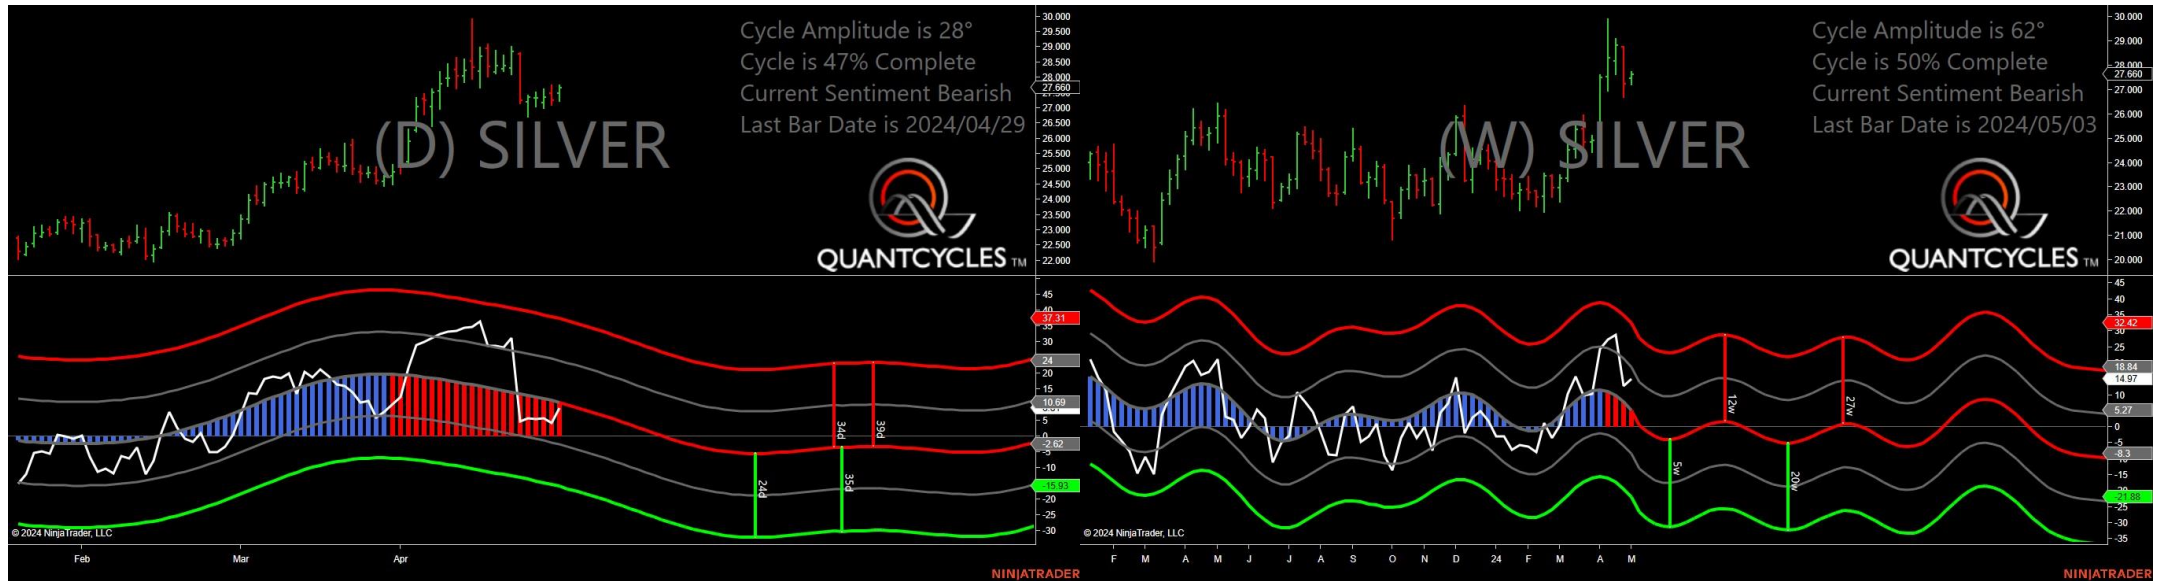 Cycle Amplitude is 28°
Cycle is 47% Complete
Current Sentiment Bearish
Last Bar Date is 2024/04/29
(D) SILVER
QUANTCYCLES TM
30.000
29.500
29.000
28.500
28.000
27.660
27.000
26.500
26.000
25.500
25.000
24.500
24.000
23.500
23.000
22.500
22.000
45
40
37.31
35
30
24
20
15
10.69
5
0
-2.62
-5
-10
-15.93
-20
-25
-30
34d
39d
24d
35d
© 2024 NinjaTrader, LLC
Feb
Mar
Apr
NINJATRADER
Cycle Amplitude is 62°
Cycle is 50% Complete
Current Sentiment Bearish
Last Bar Date is 2024/05/03
(W) SILVER
QUANTCYCLES TM
30.000
29.000
28.000
27.660
27.000
26.000
25.000
24.000
23.000
22.000
21.000
20.000
45
40
35
32.42
30
25
18.84
14.97
10
5.27
0
-5
-8.3
-15
-21.88
-25
-30
-35
12w
27w
5w
20w
© 2024 NinjaTrader, LLC
F
M
A
M
J
J
A
S
O
N
D
24
F
M
A
M
NINJATRADER